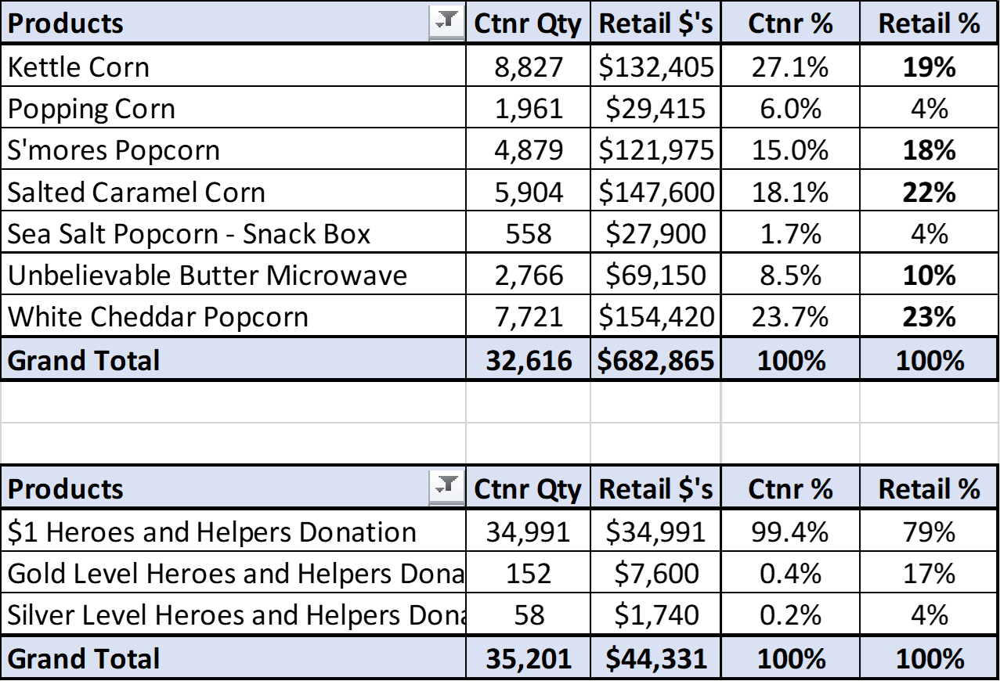 Products Ctnr Qty Retail $'s Ctnr % Retail %
Kettle Corn 8,827 $132,405 27.1% 19%
Popping Corn 1,961 $29,415 6.0% 4%
S'mores Popcorn 4,879 $121,975 15.0% 18%
Salted Caramel Corn 5,904 $147,600 18.1% 22%
Sea Salt Popcorn - Snack Box 558 $27,900 1.7% 4%
Unbelievable Butter Microwave 2,766 $69,150 8.5% 10%
White Cheddar Popcorn 7,721 $154,420 23.7% 23%
Grand Total 32,616 $682,865 100% 100%
Products Ctnr Qty Retail $'s Ctnr % Retail %
$1 Heroes and Helpers Donation 34,991 $34,991 99.4% 79%
Gold Level Heroes and Helpers Dona 152 $7,600 0.4% 17%
Silver Level Heroes and Helpers Dona 58 $1,740 0.2% 4%
Grand Total 35,201 $44,331 100% 100%